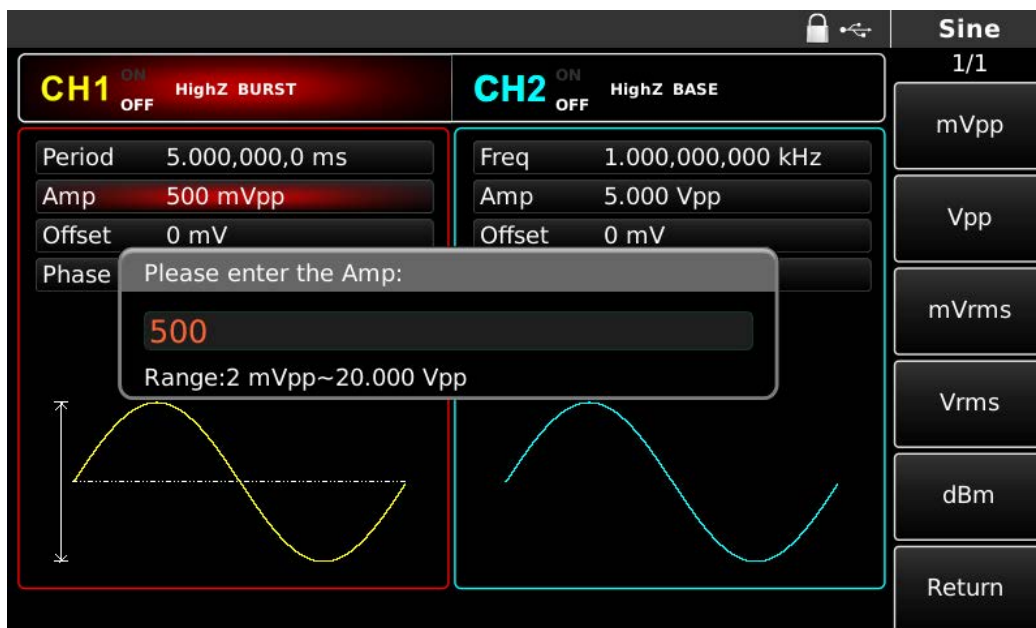 Sine
1/1
CH1 ON OFF HighZ BURST
CH2 ON OFF HighZ BASE
mVpp
Period 5.000,000,0 ms
Freq 1.000,000,000 kHz
Amp 500 mVpp
Amp 5.000 Vpp
Vpp
Offset 0 mV
Offset 0 mV
Phase
Please enter the Amp:
mVrms
500
Range:2 mVpp~20.000 Vpp
Vrms
dBm
Return